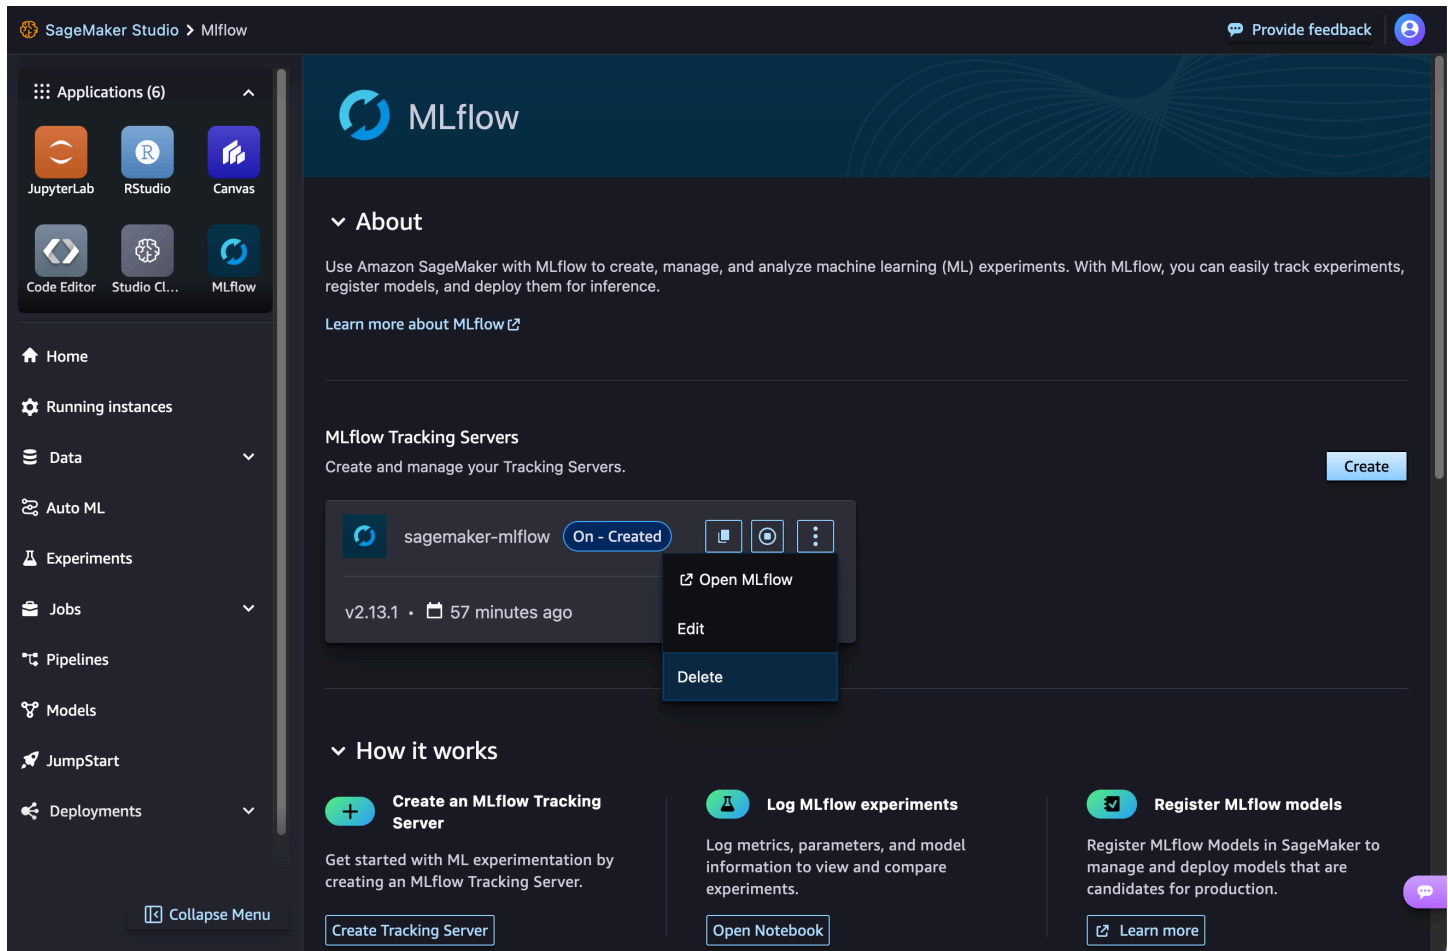 SageMaker Studio > Mlflow
Provide feedback
Applications (6)
JupyterLab
RStudio
Canvas
Code Editor
Studio Cl...
MLflow
Home
Running instances
Data
Auto ML
Experiments
Jobs
Pipelines
Models
JumpStart
Deployments
Collapse Menu
MLflow
About
Use Amazon SageMaker with MLflow to create, manage, and analyze machine learning (ML) experiments. With MLflow, you can easily track experiments,
register models, and deploy them for inference.
Learn more about MLflow
MLflow Tracking Servers
Create and manage your Tracking Servers.
Create
sagemaker-mlflow
On - Created
v2.13.1 • 57 minutes ago
Open MLflow
Edit
Delete
How it works
Create an MLflow Tracking
Server
Get started with ML experimentation by
creating an MLflow Tracking Server.
Create Tracking Server
Log MLflow experiments
Log metrics, parameters, and model
information to view and compare
experiments.
Open Notebook
Register MLflow models
Register MLflow Models in SageMaker to
manage and deploy models that are
candidates for production.
Learn more